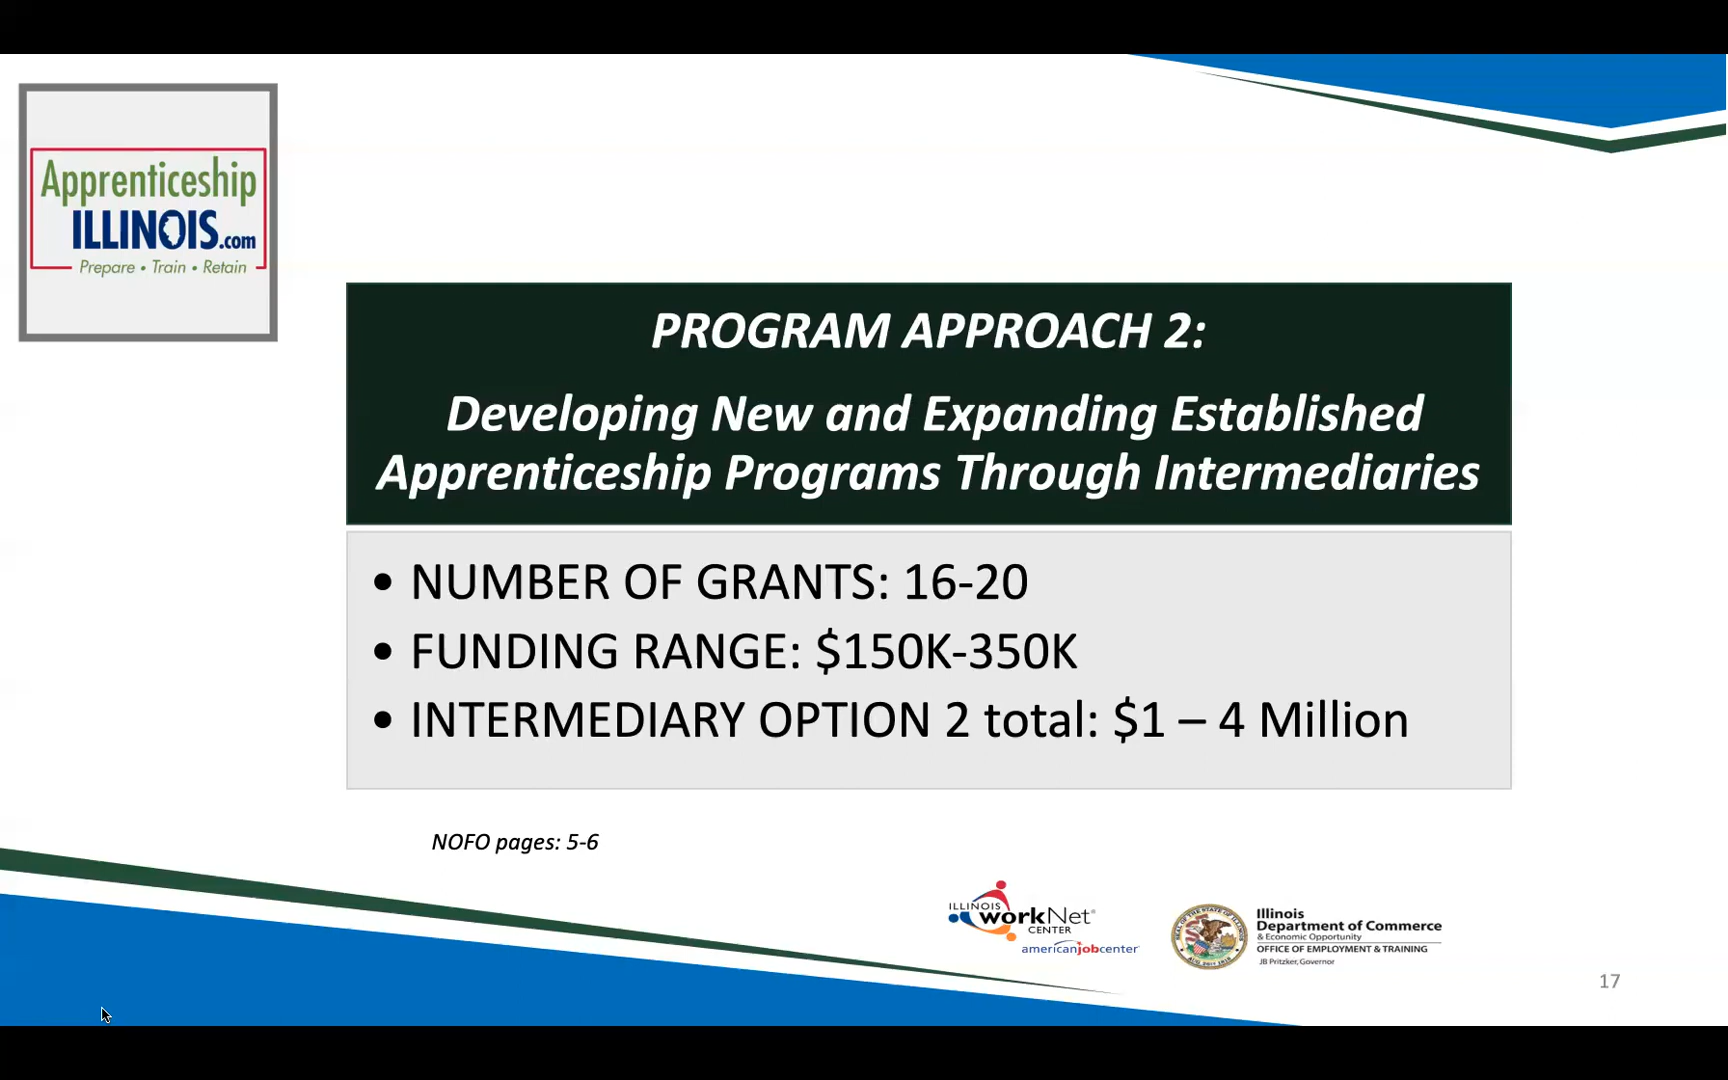 Apprenticeship
ILLINOIS.com
Prepare • Train • Retain
PROGRAM APPROACH 2:
Developing New and Expanding Established
Apprenticeship Programs Through Intermediaries
• NUMBER OF GRANTS: 16-20
• FUNDING RANGE: $150K-350K
• INTERMEDIARY OPTION 2 total: $1 – 4 Million
NOFO pages: 5-6
ILLINOIS
workNet®
CENTER
americanjobcenter
Illinois
Department of Commerce
& Economic Opportunity
OFFICE OF EMPLOYMENT & TRAINING
JB Pritzker, Governor
17